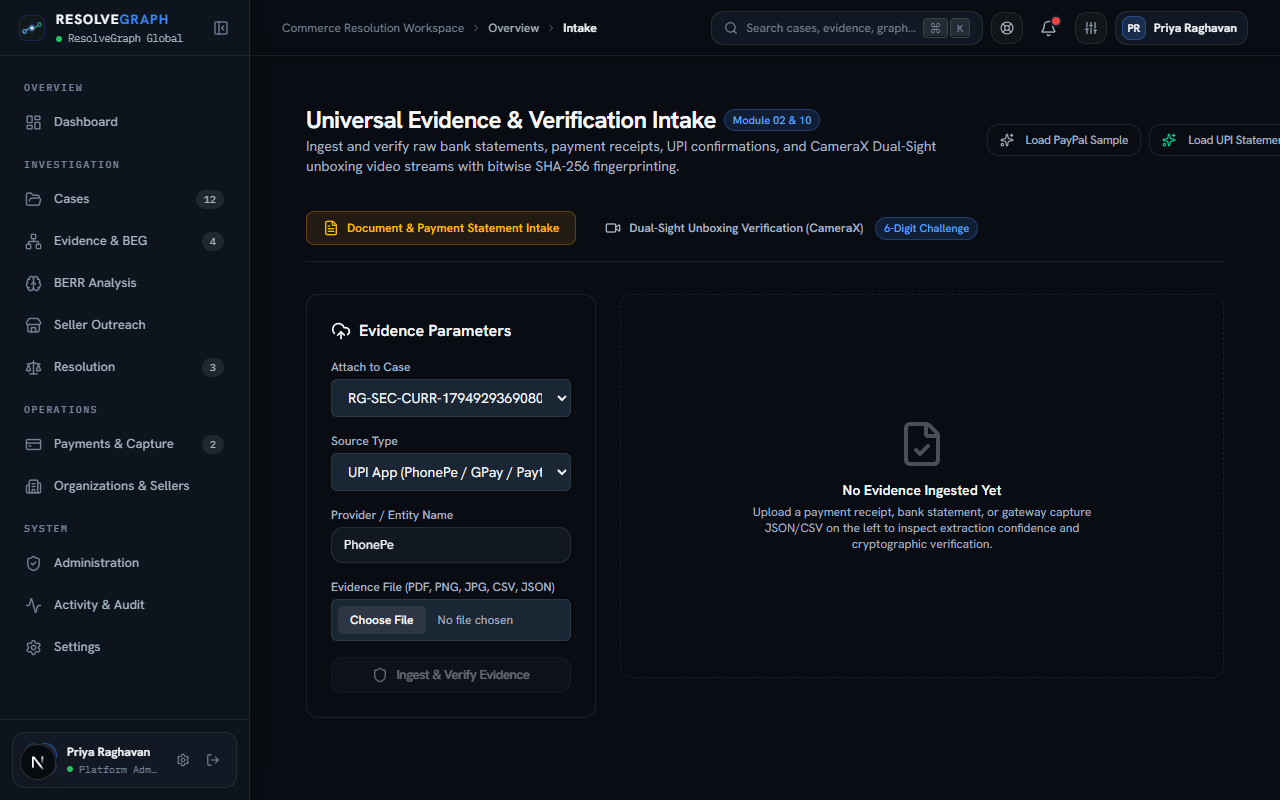 RESOLVEGRAPH
ResolveGraph Global
Commerce Resolution Workspace > Overview > Intake
Search cases, evidence, graph... ⌘ K
PR Priya Raghavan
OVERVIEW
Dashboard
INVESTIGATION
Cases 12
Evidence & BEG 4
BERR Analysis
Seller Outreach
Resolution 3
OPERATIONS
Payments & Capture 2
Organizations & Sellers
SYSTEM
Administration
Activity & Audit
Settings
N Priya Raghavan
Platform Adm...
Universal Evidence & Verification Intake Module 02 & 10
Ingest and verify raw bank statements, payment receipts, UPI confirmations, and CameraX Dual-Sight
unboxing video streams with bitwise SHA-256 fingerprinting.
Load PayPal Sample
Load UPI Statemen
Document & Payment Statement Intake
Dual-Sight Unboxing Verification (CameraX) 6-Digit Challenge
Evidence Parameters
Attach to Case
RG-SEC-CURR-1794929369080
Source Type
UPI App (PhonePe / GPay / Payt
Provider / Entity Name
PhonePe
Evidence File (PDF, PNG, JPG, CSV, JSON)
Choose File No file chosen
Ingest & Verify Evidence
No Evidence Ingested Yet
Upload a payment receipt, bank statement, or gateway capture
JSON/CSV on the left to inspect extraction confidence and
cryptographic verification.